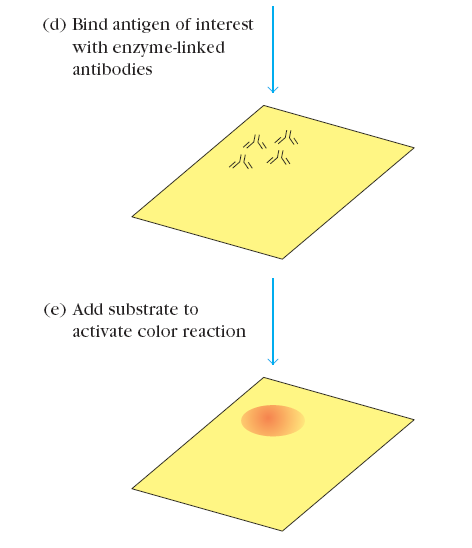 (d) Bind antigen of interest
with enzyme-linked
antibodies
(e) Add substrate to
activate color reaction